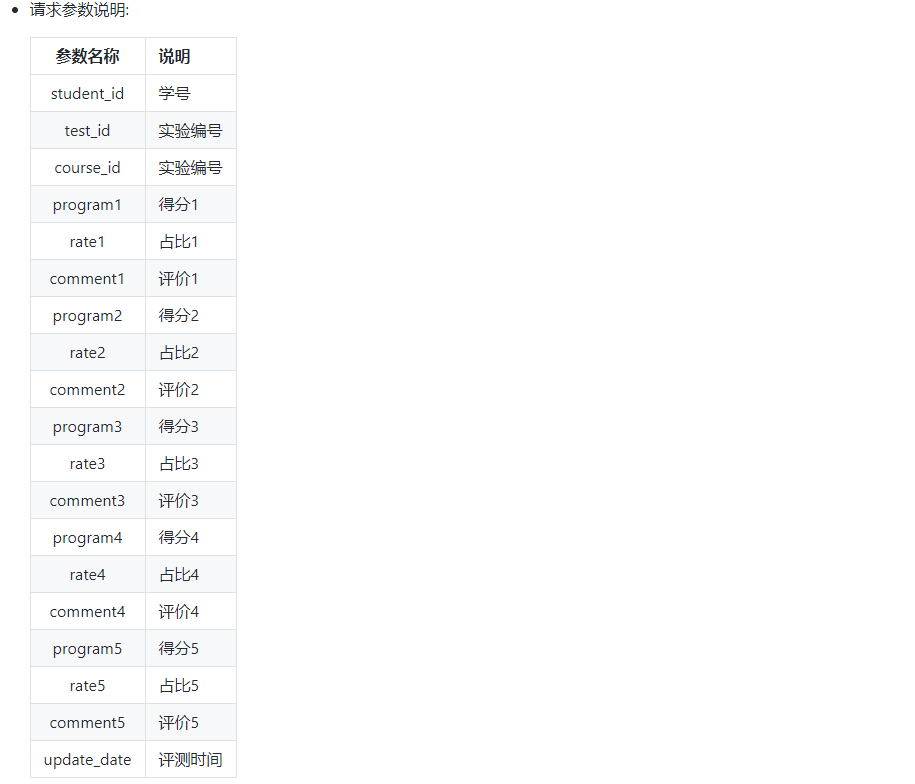 请求参数说明:
参数名称 说明
student_id 学号
test_id 实验编号
course_id 实验编号
program1 得分1
rate1 占比1
comment1 评价1
program2 得分2
rate2 占比2
comment2 评价2
program3 得分3
rate3 占比3
comment3 评价3
program4 得分4
rate4 占比4
comment4 评价4
program5 得分5
rate5 占比5
comment5 评价5
update_date 评测时间